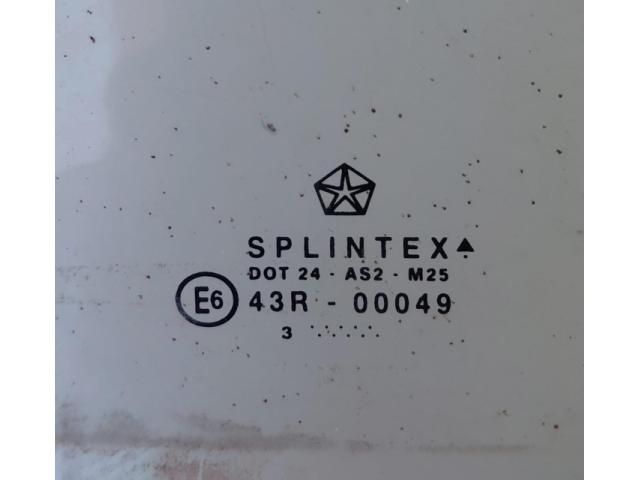 SPLINTEX
DOT 24 - AS2 - M25
E6 43R - 00049
3 .......